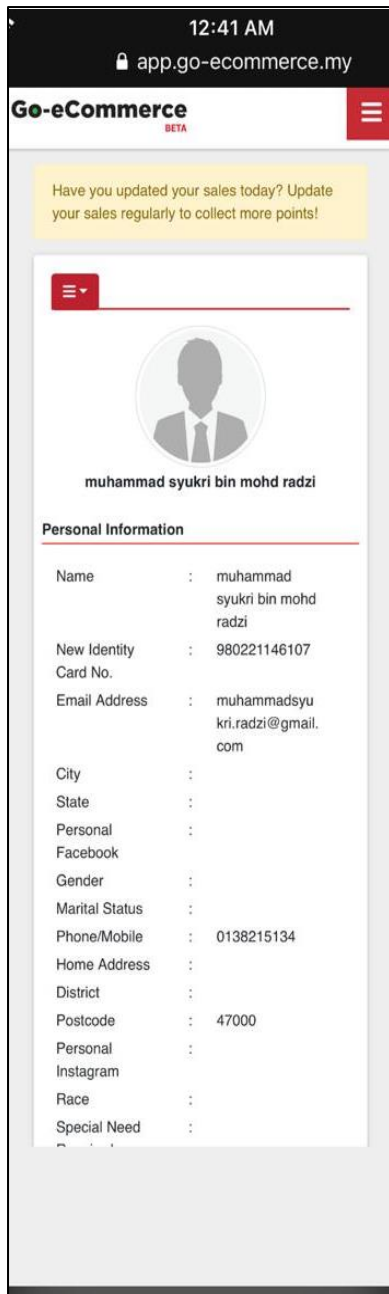 12:41 AM
app.go-ecommerce.my
Go-eCommerce
BETA
Have you updated your sales today? Update
your sales regularly to collect more points!
muhammad syukri bin mohd radzi
Personal Information
Name : muhammad
syukri bin mohd
radzi
New Identity : 980221146107
Card No.
Email Address : muhammadsyu
kri.radzi@gmail.
com
City :
State :
Personal :
Facebook
Gender :
Marital Status :
Phone/Mobile : 0138215134
Home Address :
District :
Postcode : 47000
Personal :
Instagram
Race :
Special Need :